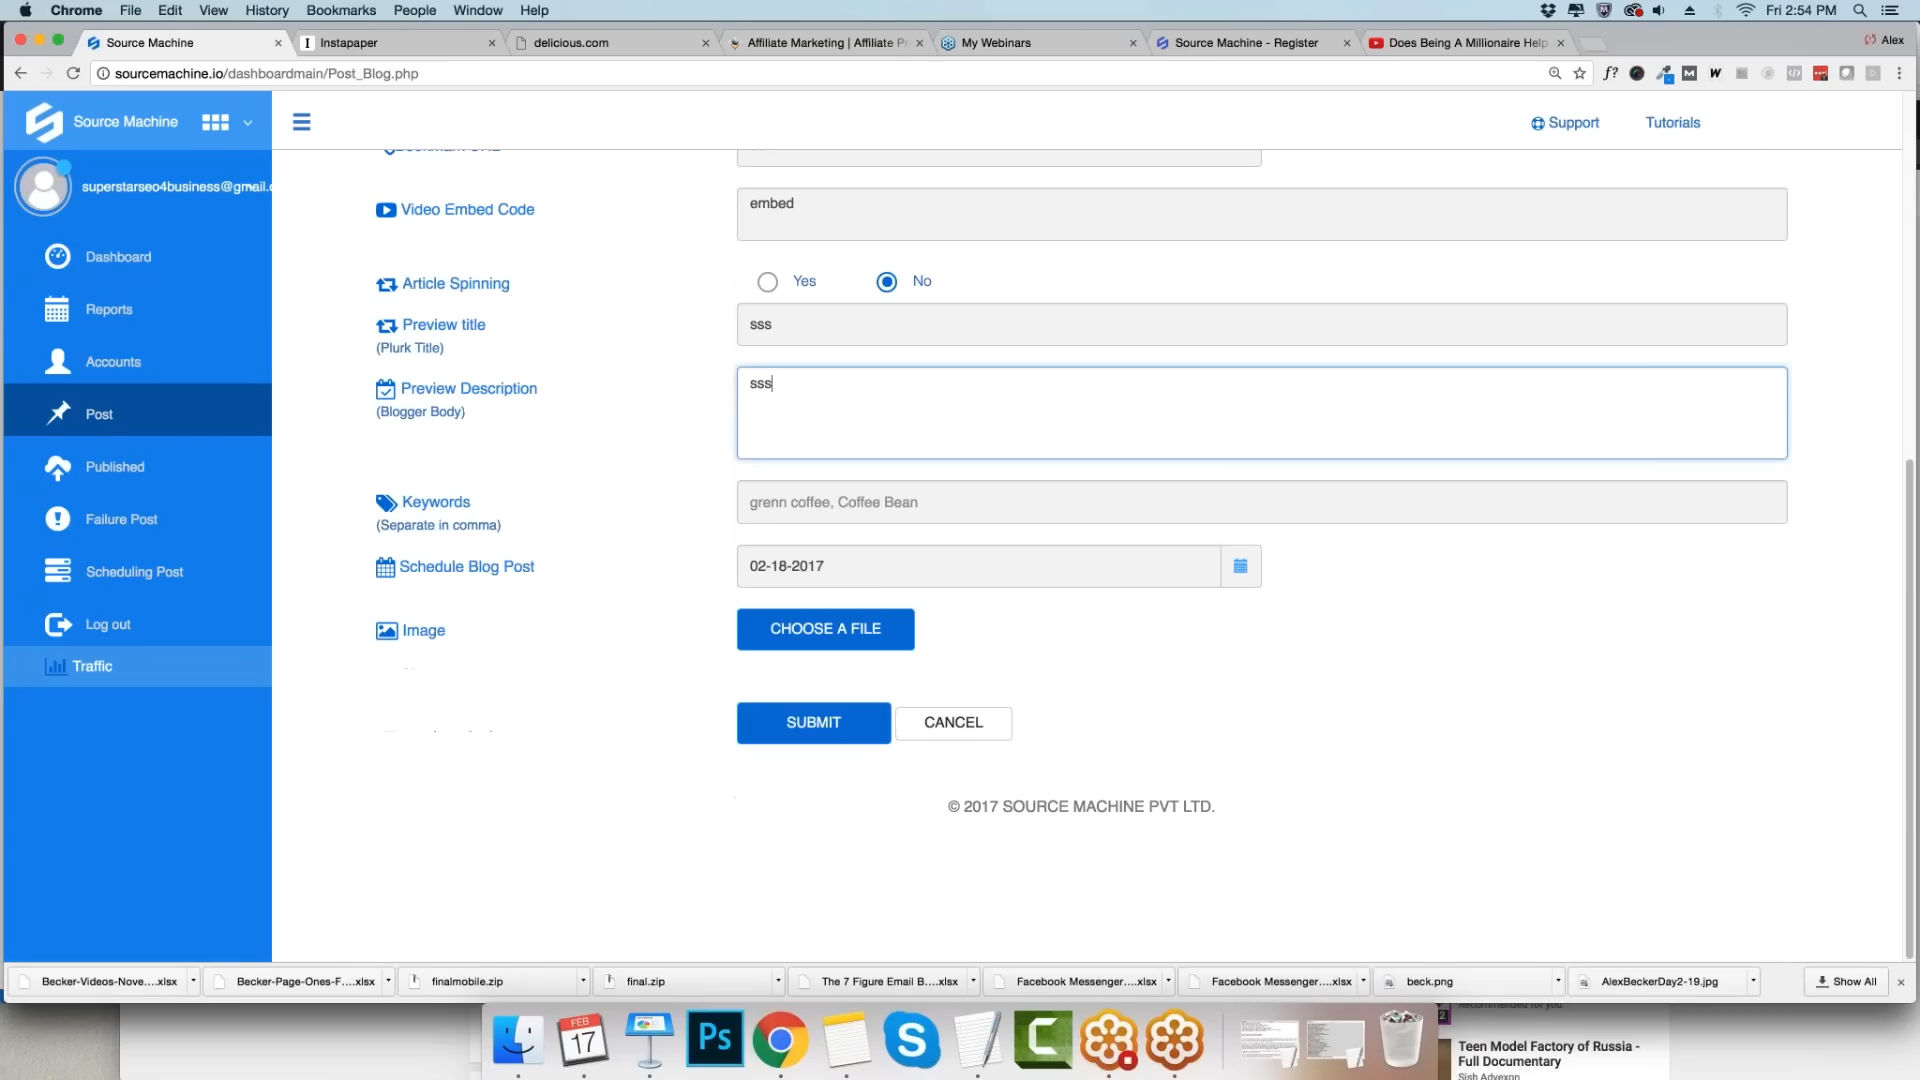 Chrome File Edit View History Bookmarks People Window Help Fri 2:54 PM
Source Machine Instapaper delicious.com Affiliate Marketing | Affiliate Pr My Webinars Source Machine - Register Does Being A Millionaire Help Alex
sourcemachine.io/dashboardmain/Post_Blog.php
Source Machine
Support Tutorials
superstarseo4business@gmail.c
Dashboard
Reports
Accounts
Post
Published
Failure Post
Scheduling Post
Log out
Traffic
Video Embed Code
embed
Article Spinning
Yes No
Preview title
(Plurk Title)
sss
Preview Description
(Blogger Body)
sss
Keywords
(Separate in comma)
grenn coffee, Coffee Bean
Schedule Blog Post
02-18-2017
Image
CHOOSE A FILE
SUBMIT CANCEL
© 2017 SOURCE MACHINE PVT LTD.
Becker-Videos-Nove....xlsx Becker-Page-Ones-F....xlsx finalmobile.zip final.zip The 7 Figure Email B....xlsx Facebook Messenger....xlsx Facebook Messenger....xlsx beck.png AlexBeckerDay2-19.jpg Show All
FEB
17
Ps
Recommended for you
Teen Model Factory of Russia -
Full Documentary
Sish Advexon